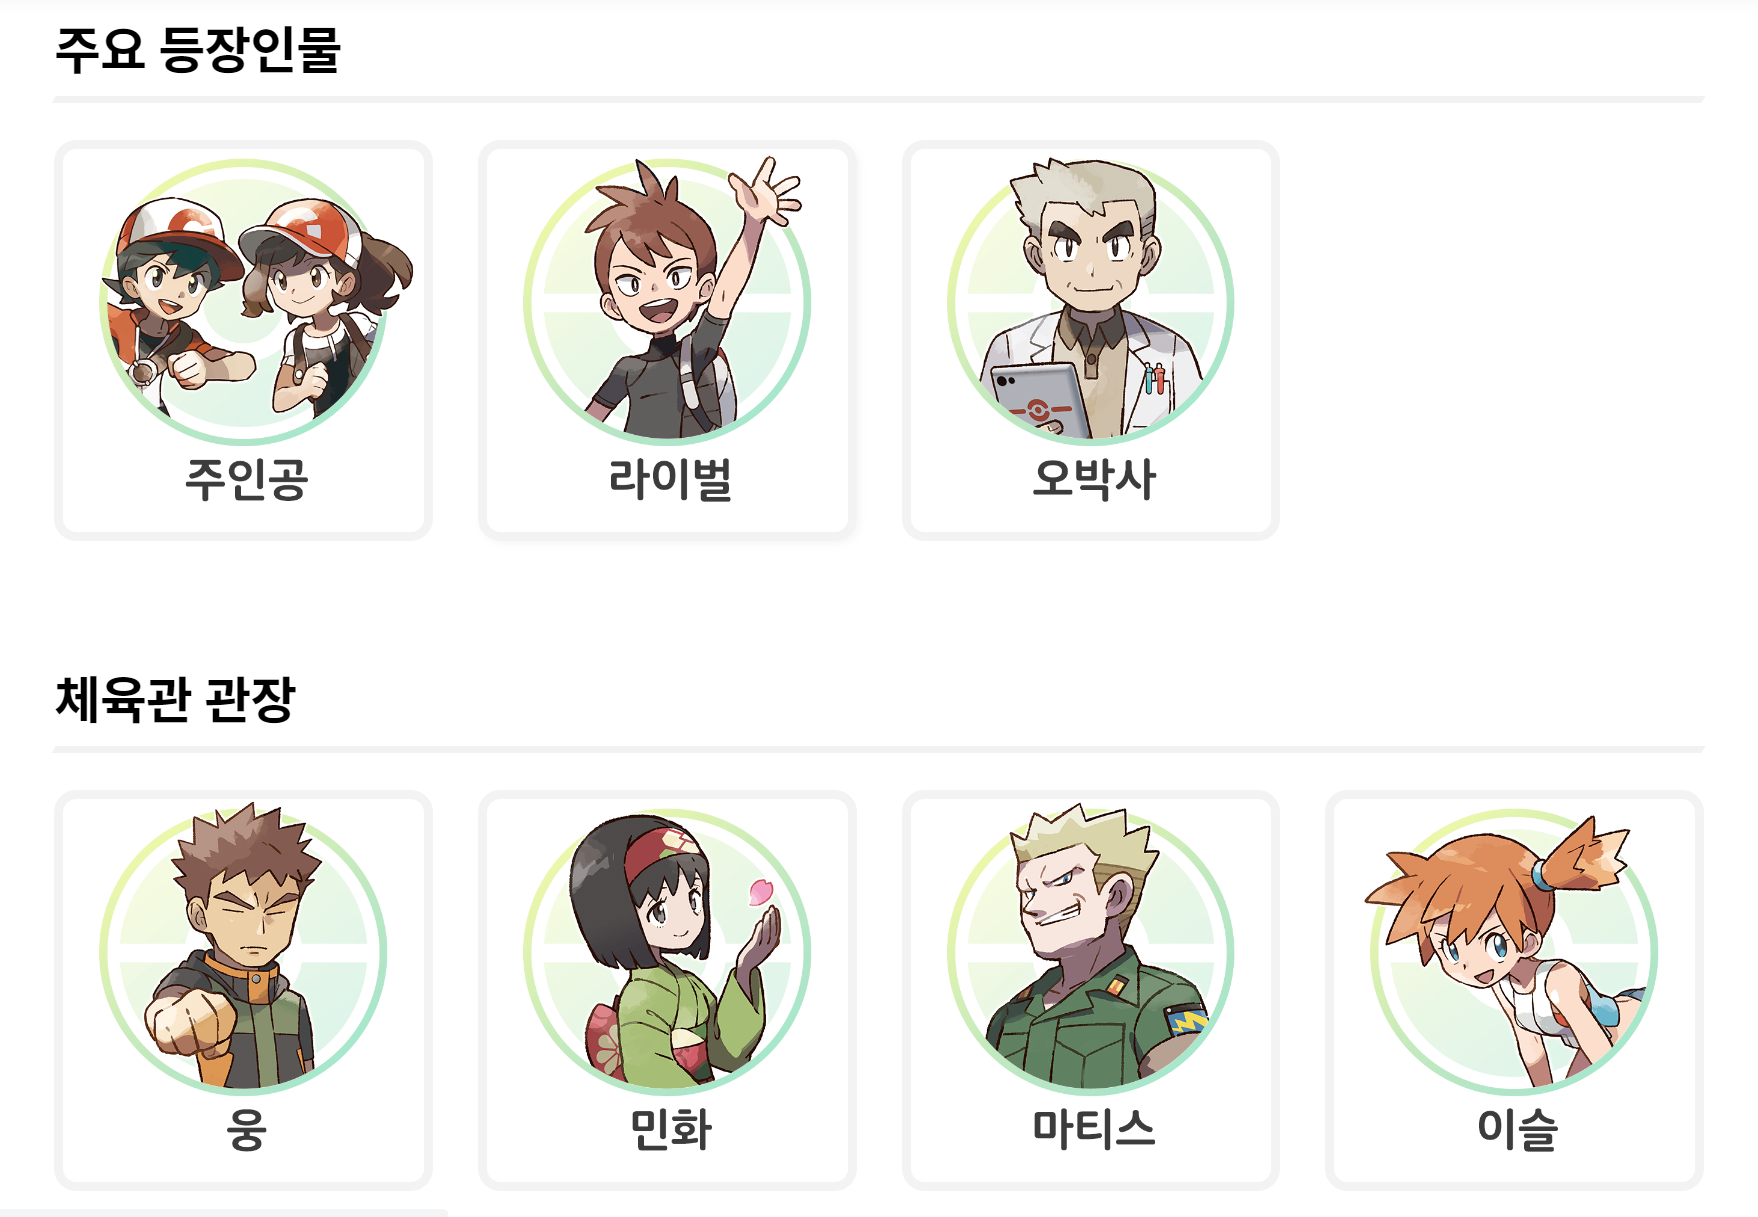 주요 등장인물
주인공
라이벌
오박사
체육관 관장
웅
민화
마티스
이슬